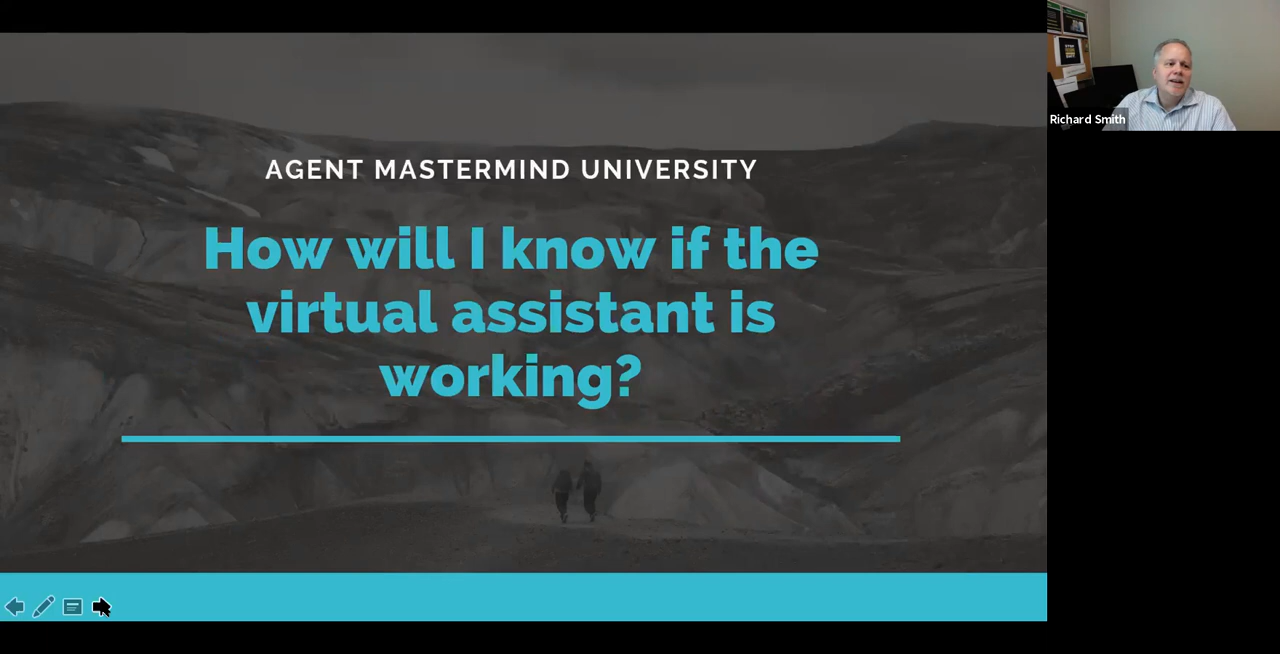 AGENT MASTERMIND UNIVERSITY
How will I know if the
virtual assistant is
working?
Richard Smith